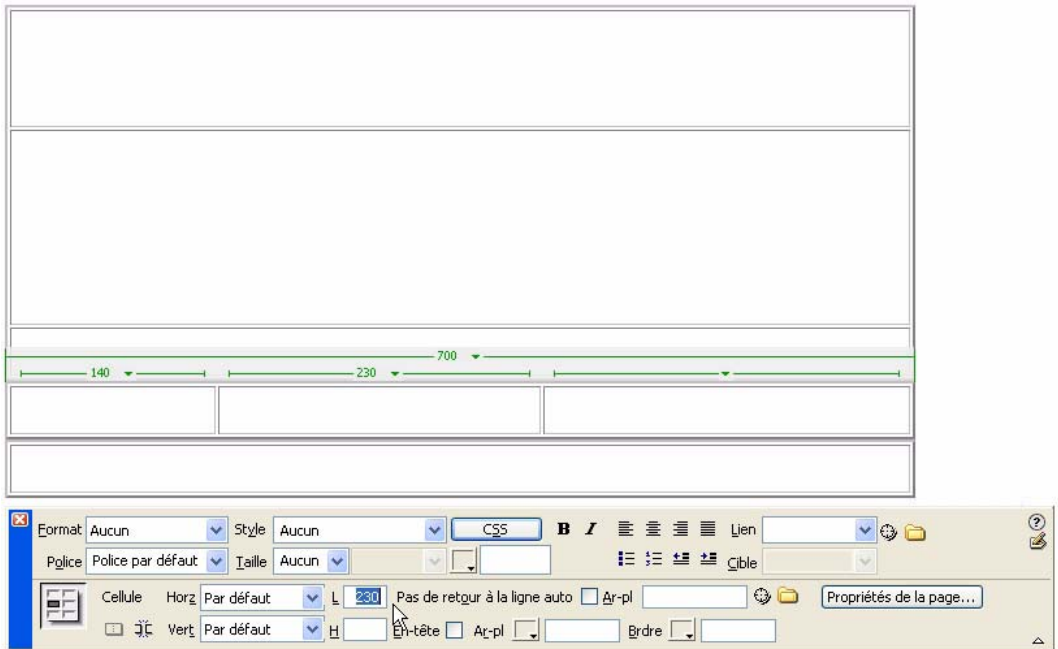 700
140 230
Format Aucun Style Aucun CSS B I Lien
Police Police par défaut Taille Aucun Cible
Cellule Horz Par défaut L 230 Pas de retour à la ligne auto Ar-pl Propriétés de la page...
Vert Par défaut H En-tête Ar-pl Brdre